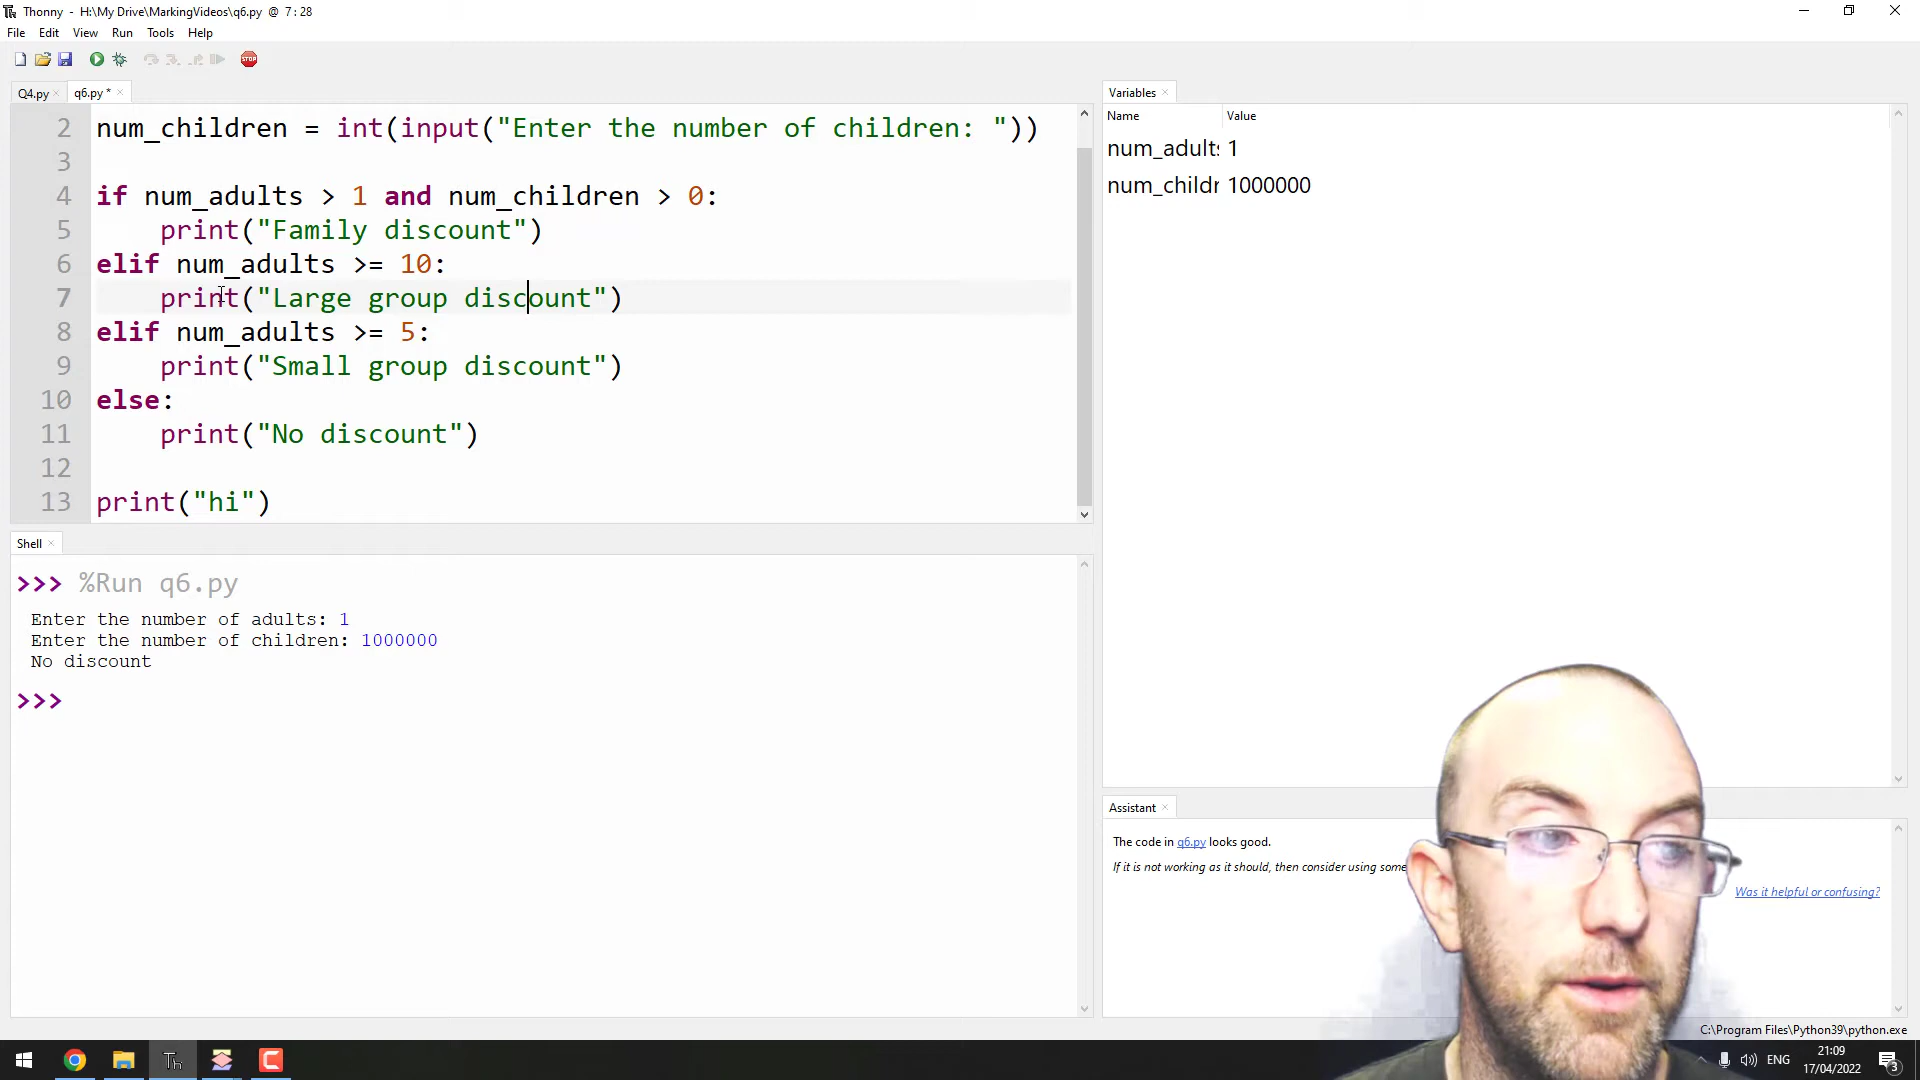 Thonny - H:\My Drive\MarkingVideos\q6.py @ 7 : 28
File Edit View Run Tools Help
STOP
Q4.py
q6.py *
2 num_children = int(input("Enter the number of children: "))
3
4 if num_adults > 1 and num_children > 0:
5 print("Family discount")
6 elif num_adults >= 10:
7 print("Large group discount")
8 elif num_adults >= 5:
9 print("Small group discount")
10 else:
11 print("No discount")
12
13 print("hi")
Shell
>>> %Run q6.py
Enter the number of adults: 1
Enter the number of children: 1000000
No discount
>>>
Variables
Name Value
num_adults 1
num_childr 1000000
Assistant
The code in q6.py looks good.
If it is not working as it should, then consider using some
Was it helpful or confusing?
C:\Program Files\Python39\python.exe
Th
C
ENG
21:09
17/04/2022
3